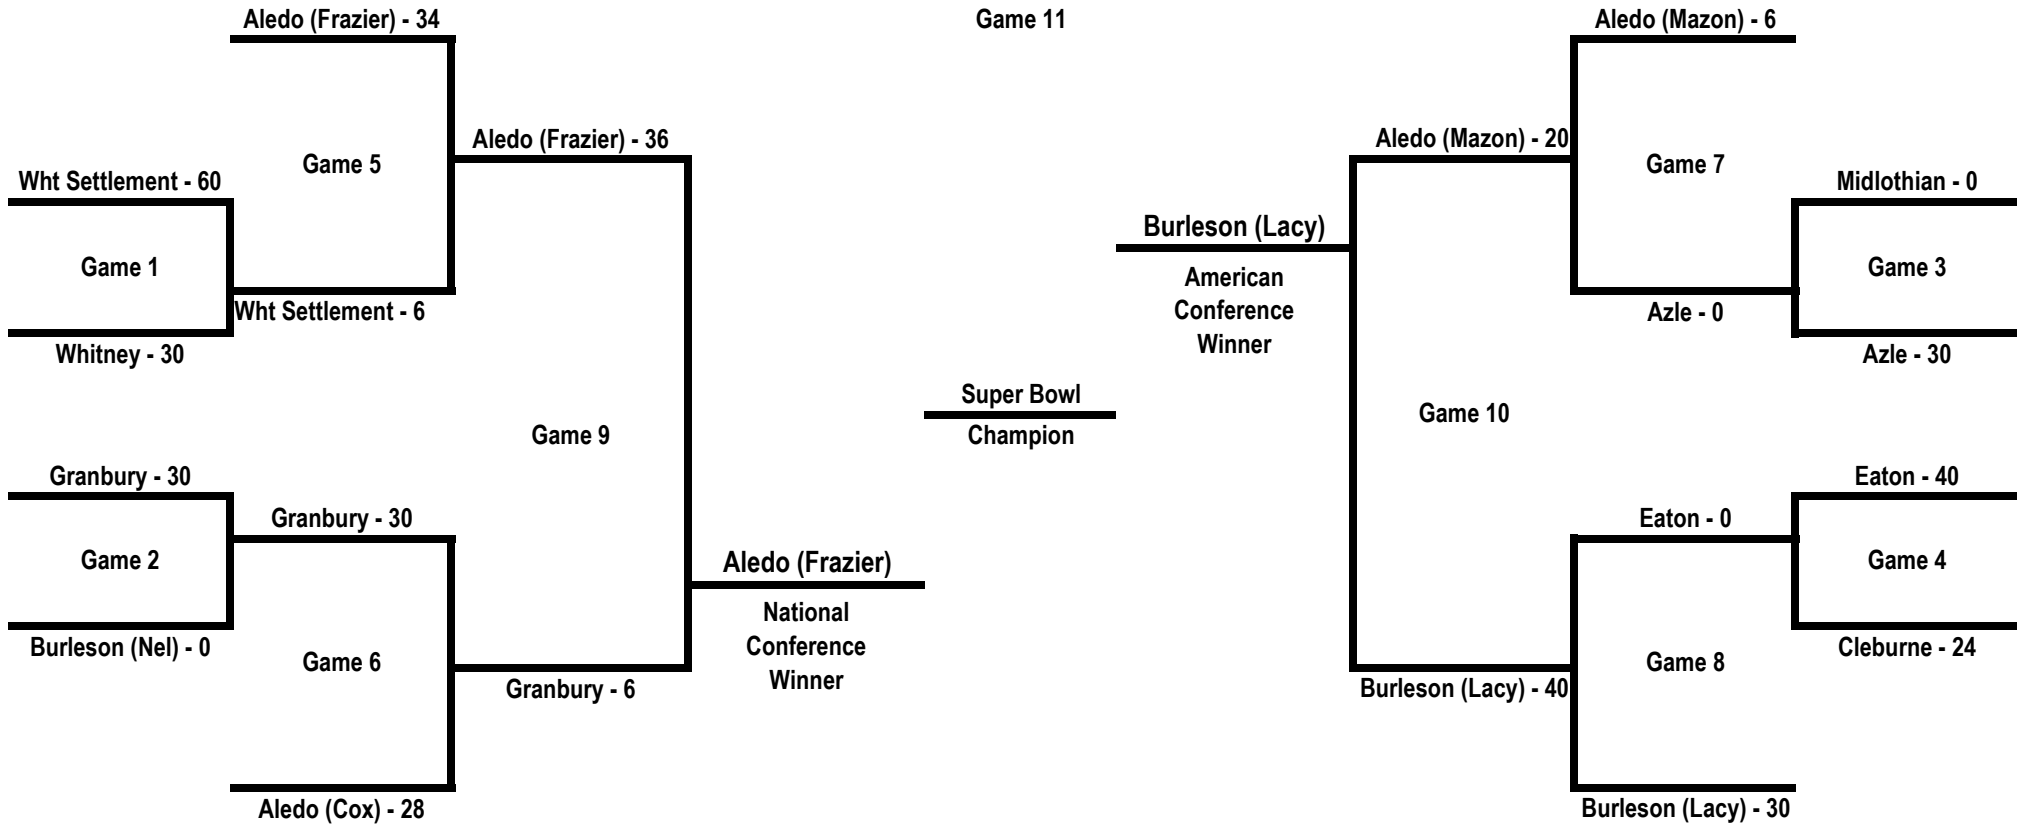 Aledo (Frazier) - 34
Game 11
Aledo (Mazon) - 6
Aledo (Frazier) - 36
Aledo (Mazon) - 20
Game 5
Game 7
Wht Settlement - 60
Midlothian - 0
Burleson (Lacy)
Game 1
American
Conference
Winner
Game 3
Wht Settlement - 6
Azle - 0
Whitney - 30
Azle - 30
Super Bowl
Champion
Game 9
Game 10
Granbury - 30
Eaton - 40
Granbury - 30
Eaton - 0
Game 2
Game 4
Aledo (Frazier)
National
Conference
Winner
Burleson (Nel) - 0
Cleburne - 24
Game 6
Game 8
Granbury - 6
Burleson (Lacy) - 40
Aledo (Cox) - 28
Burleson (Lacy) - 30